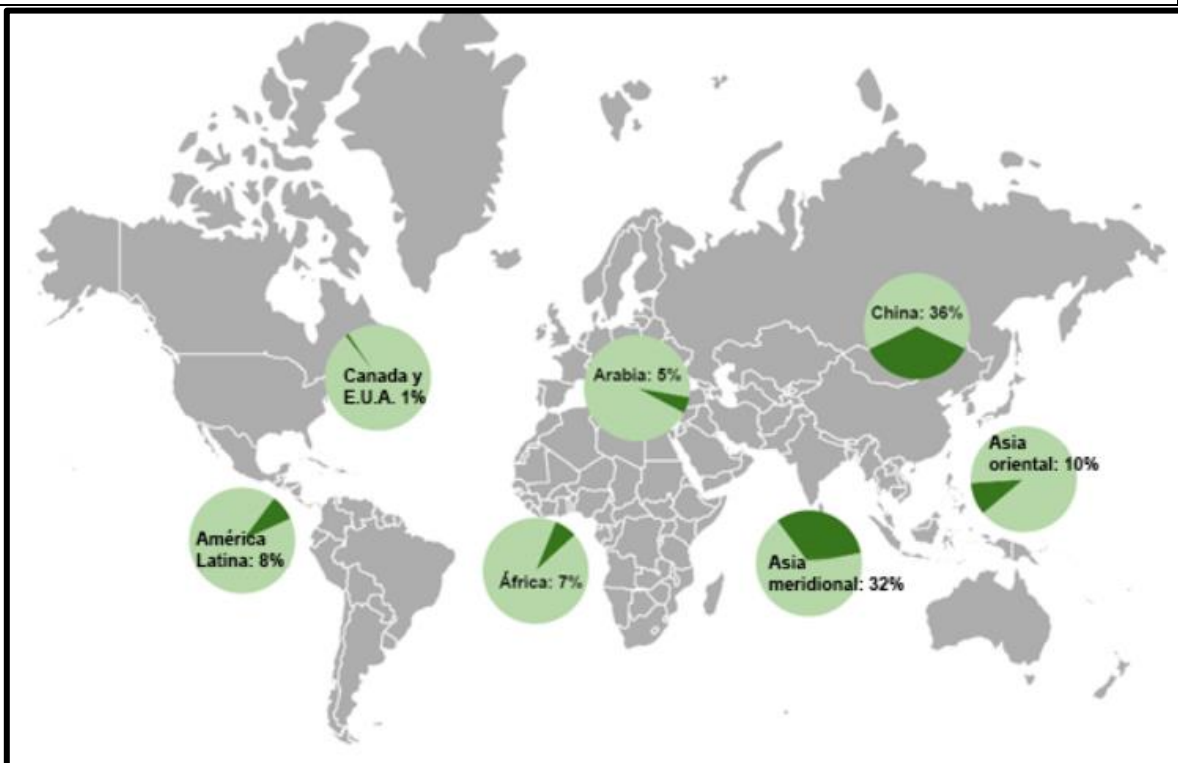 China: 36%
Canada y
E.U.A. 1%
Arabia: 5%
Asia
oriental: 10%
América
Latina: 8%
África: 7%
Asia
meridional: 32%